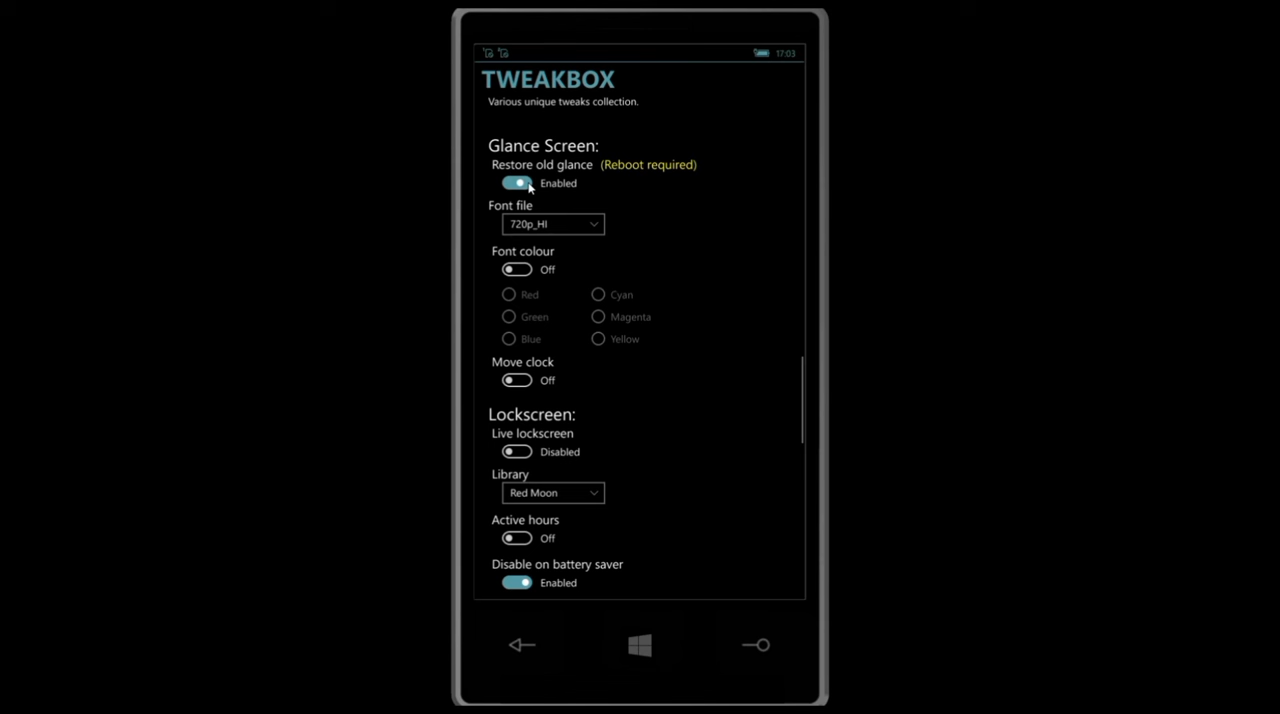 17:03
TWEAKBOX
Various unique tweaks collection.
Glance Screen:
Restore old glance (Reboot required)
Enabled
Font file
720p_HI
Font colour
Off
Red Cyan
Green Magenta
Blue Yellow
Move clock
Off
Lockscreen:
Live lockscreen
Disabled
Library
Red Moon
Active hours
Off
Disable on battery saver
Enabled